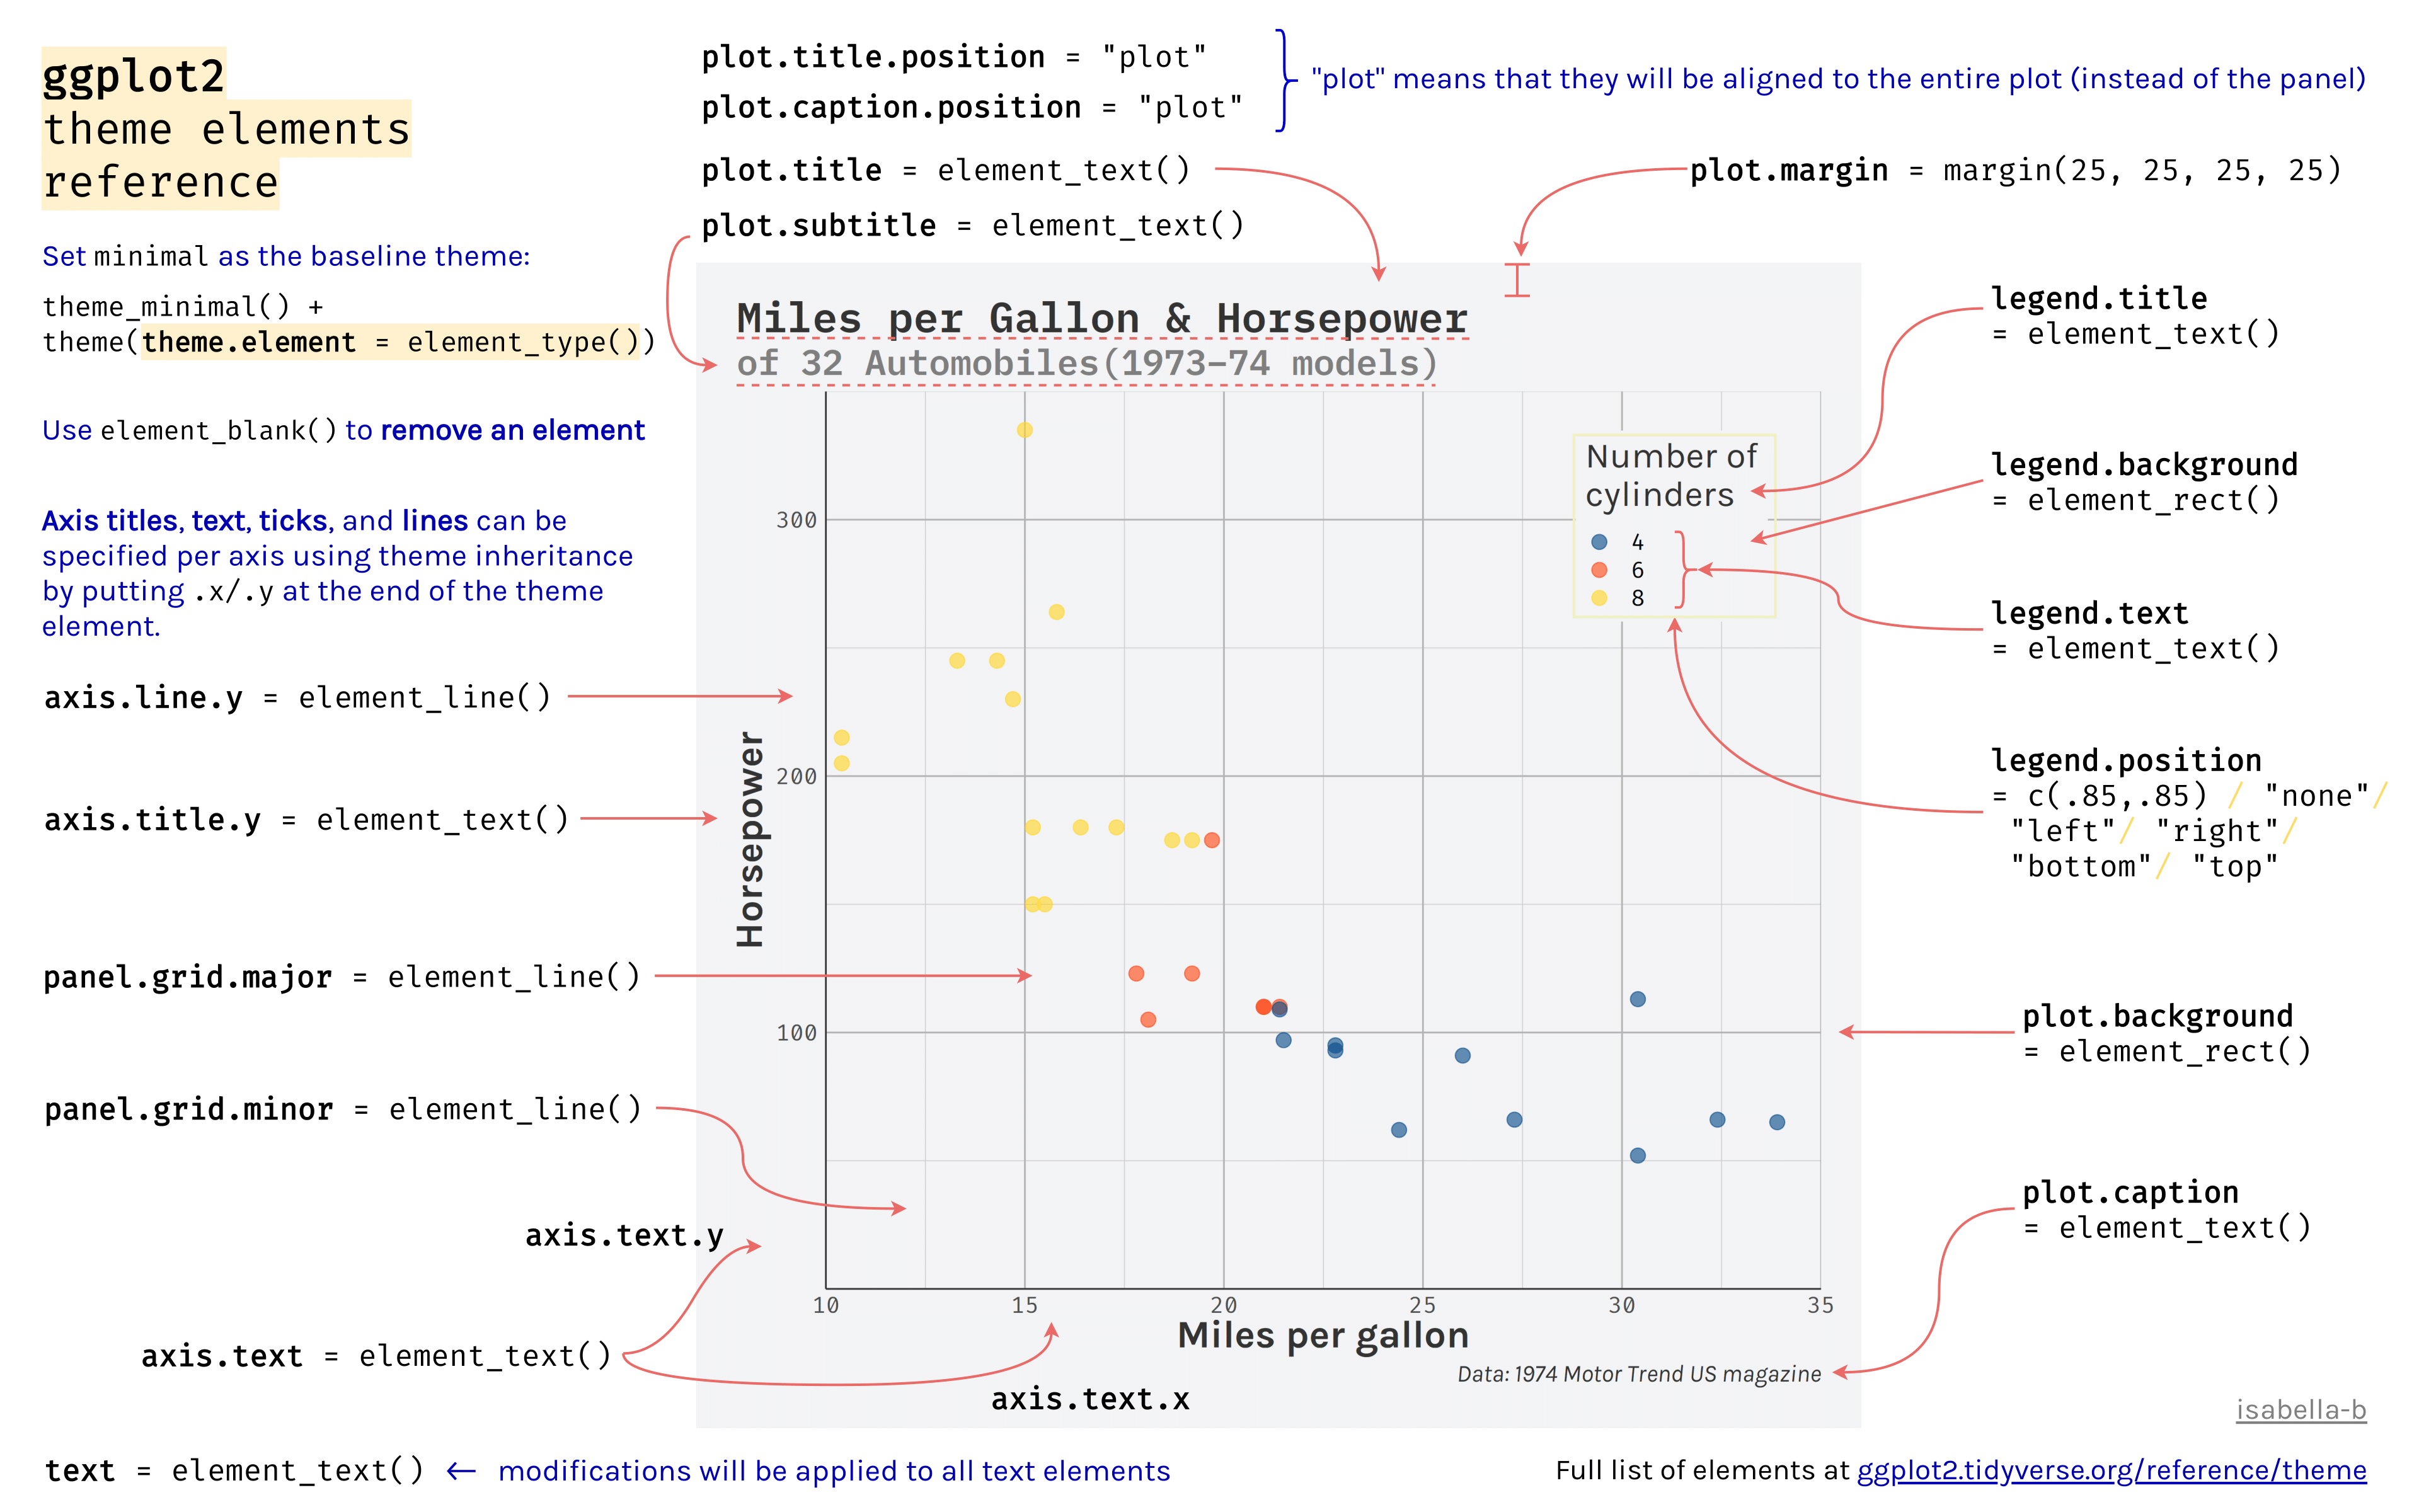 ggplot2
theme elements
reference
Set minimal as the baseline theme:
theme_minimal() +
theme(theme.element = element_type())
Use element_blank() to remove an element
Axis titles, text, ticks, and lines can be
specified per axis using theme inheritance
by putting .x/.y at the end of the theme
element.
axis.line.y = element_line()
axis.title.y = element_text()
panel.grid.major = element_line()
panel.grid.minor = element_line()
axis.text.y
axis.text = element_text()
axis.text.x
text = element_text() ← modifications will be applied to all text elements
plot.title.position = "plot"
plot.caption.position = "plot"
"plot" means that they will be aligned to the entire plot (instead of the panel)
plot.title = element_text()
plot.subtitle = element_text()
plot.margin = margin(25, 25, 25, 25)
Miles per Gallon & Horsepower
of 32 Automobiles(1973–74 models)
Number of
cylinders
4
6
8
300
200
100
Horsepower
10 15 20 25 30 35
Miles per gallon
Data: 1974 Motor Trend US magazine
legend.title
= element_text()
legend.background
= element_rect()
legend.text
= element_text()
legend.position
= c(.85,.85) / "none"/
"left"/ "right"/
"bottom"/ "top"
plot.background
= element_rect()
plot.caption
= element_text()
isabella-b
Full list of elements at ggplot2.tidyverse.org/reference/theme